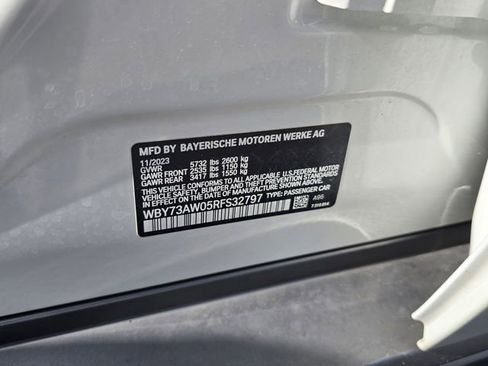 MFD BY BAYERISCHE MOTOREN WERKE AG
11/2023
GVWR 5732 lbs 2600 kg
GAWR FRONT 2535 lbs 1150 kg
GAWR REAR 3417 lbs 1550 kg
THIS VEHICLE CONFORMS TO ALL APPLICABLE U.S. FEDERAL MOTOR
VEHICLE SAFETY, BUMPER AND THEFT PREVENTION STANDARDS
IN EFFECT ON THE DATE OF MANUFACTURE SHOWN ABOVE.
WBY73AW05RFS32797 TYPE: PASSENGER CAR
A96